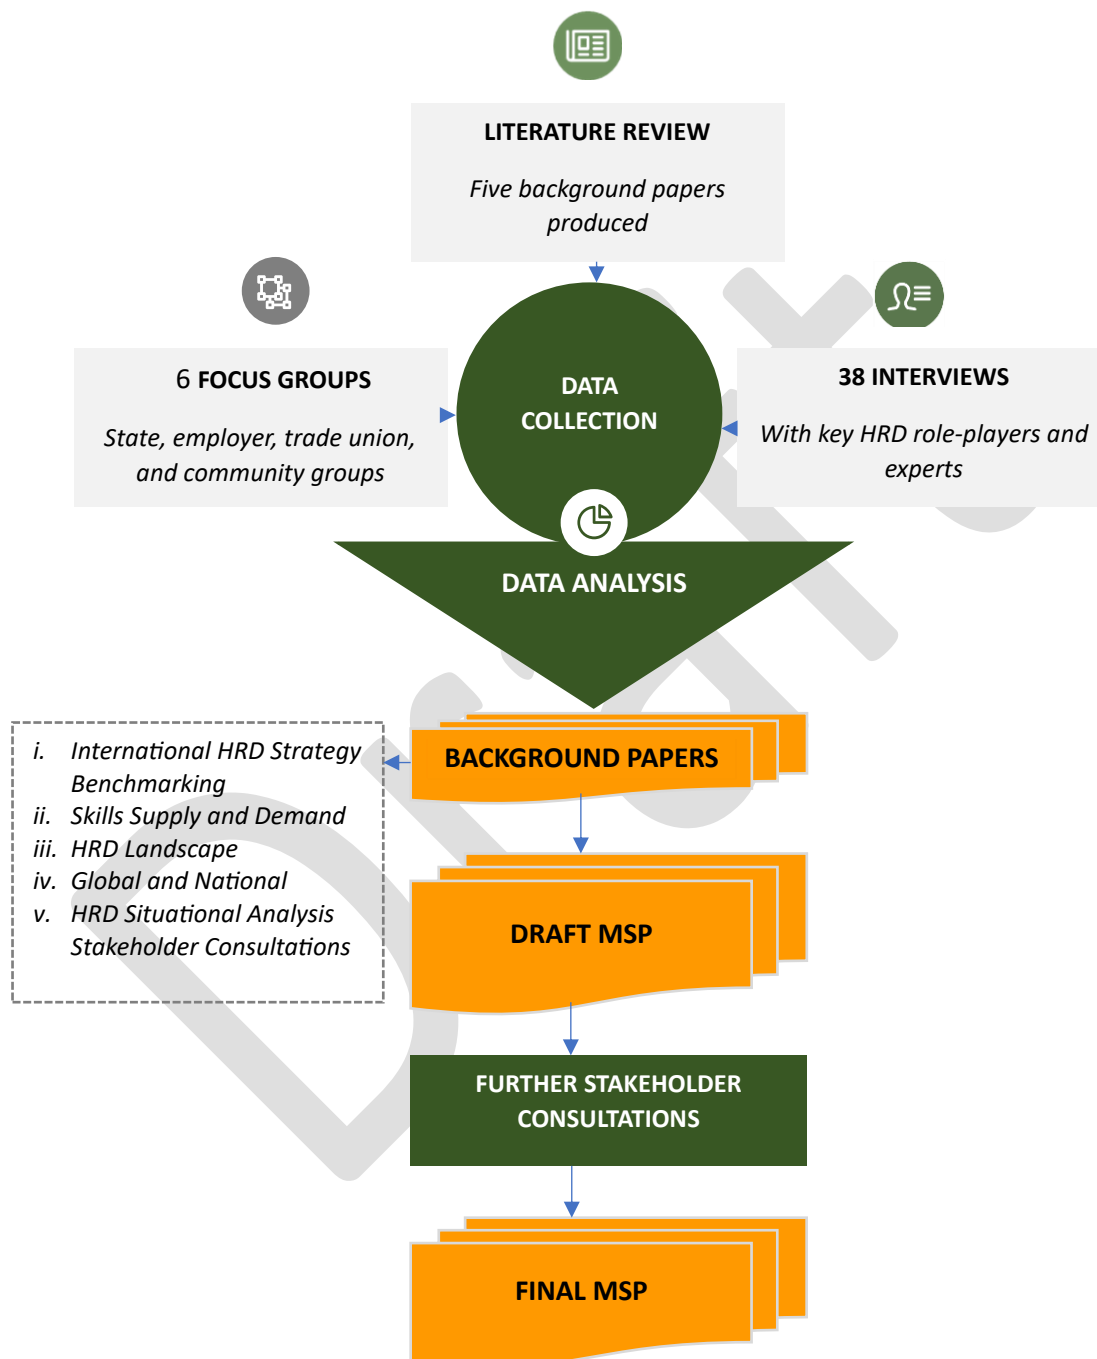 LITERATURE REVIEW
Five background papers
produced
6 FOCUS GROUPS
State, employer, trade union,
and community groups
DATA
COLLECTION
38 INTERVIEWS
With key HRD role-players and
experts
DATA ANALYSIS
BACKGROUND PAPERS
i. International HRD Strategy
Benchmarking
ii. Skills Supply and Demand
iii. HRD Landscape
iv. Global and National
v. HRD Situational Analysis
Stakeholder Consultations
DRAFT MSP
FURTHER STAKEHOLDER
CONSULTATIONS
FINAL MSP
Draft